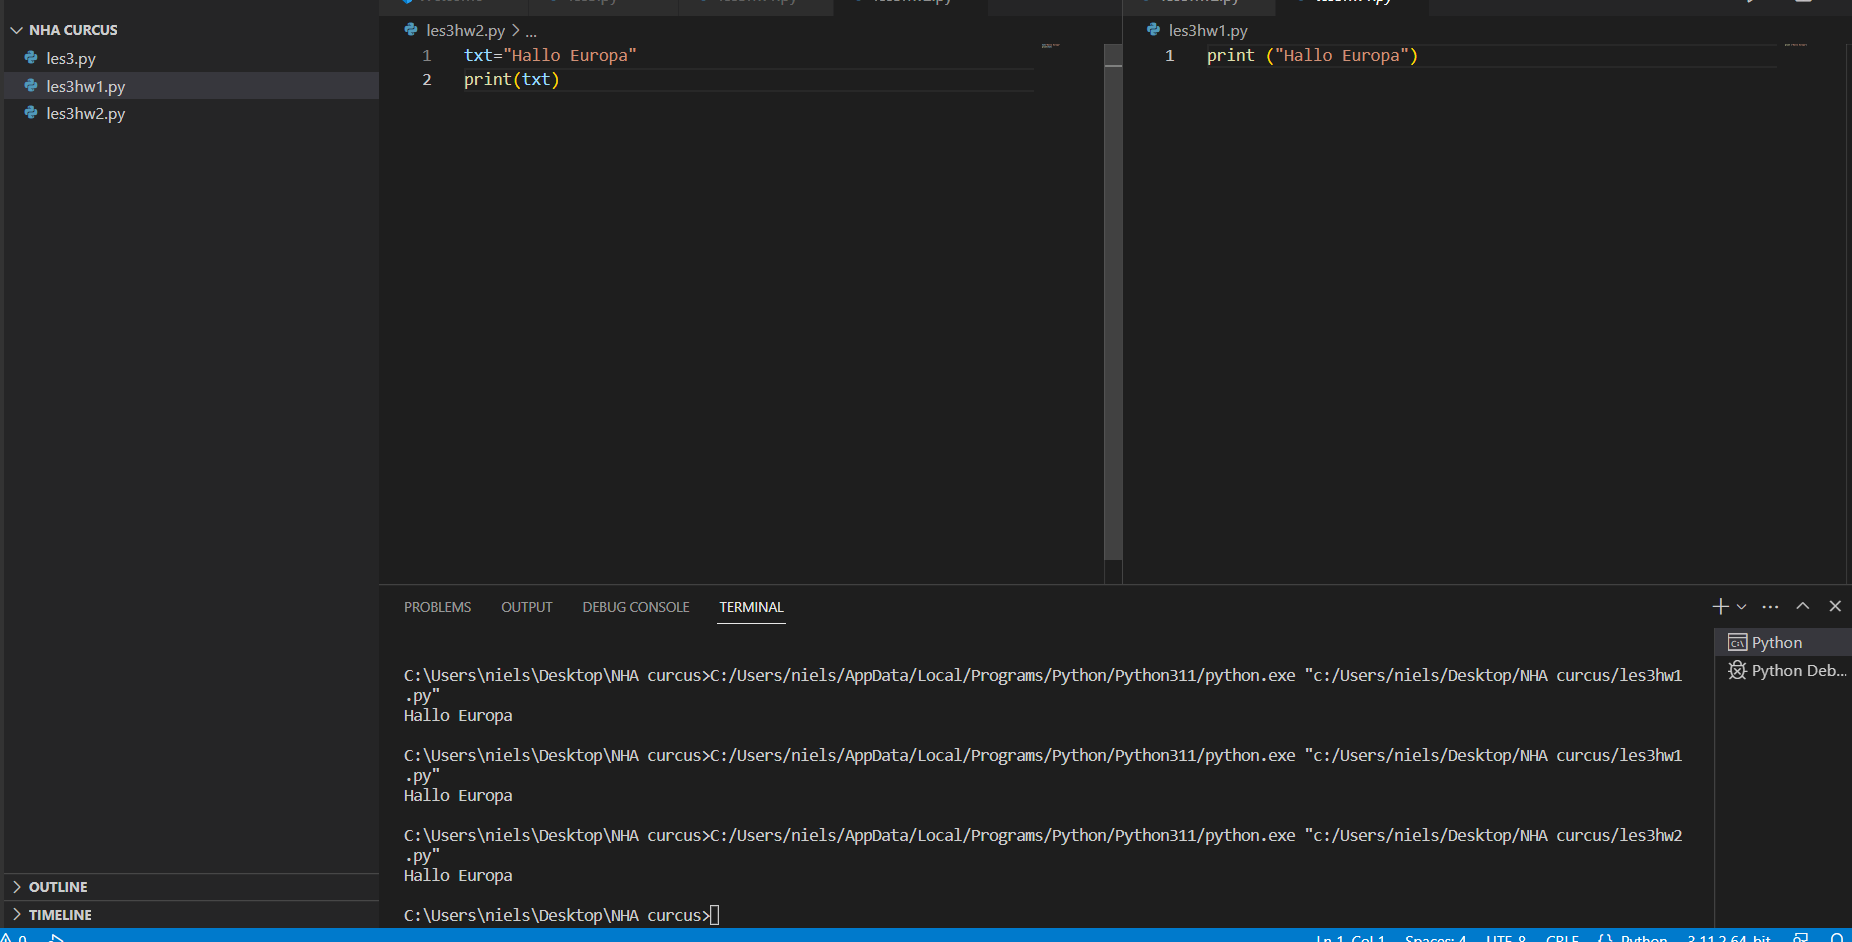 NHA CURCUS
les3.py
les3hw1.py
les3hw2.py
OUTLINE
TIMELINE
les3hw2.py > ...
1 txt="Hallo Europa"
2 print(txt)
les3hw1.py
1 print ("Hallo Europa")
PROBLEMS OUTPUT DEBUG CONSOLE TERMINAL
C:\Users\niels\Desktop\NHA curcus>C:/Users/niels/AppData/Local/Programs/Python/Python311/python.exe "c:/Users/niels/Desktop/NHA curcus/les3hw1
.py"
Hallo Europa
C:\Users\niels\Desktop\NHA curcus>C:/Users/niels/AppData/Local/Programs/Python/Python311/python.exe "c:/Users/niels/Desktop/NHA curcus/les3hw1
.py"
Hallo Europa
C:\Users\niels\Desktop\NHA curcus>C:/Users/niels/AppData/Local/Programs/Python/Python311/python.exe "c:/Users/niels/Desktop/NHA curcus/les3hw2
.py"
Hallo Europa
C:\Users\niels\Desktop\NHA curcus>
Python
Python Deb...
0
Ln 1, Col 1 Spaces: 4 UTF-8 CRLF {} Python 3.11.2 64-bit